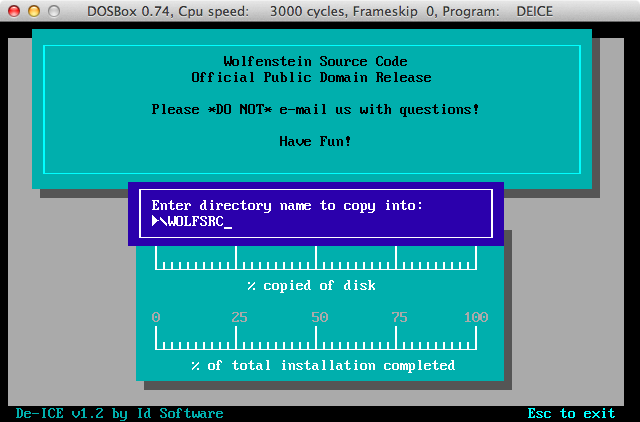 DOSBox 0.74, Cpu speed: 3000 cycles, Frameskip 0, Program: DEICE
Wolfenstein Source Code
Official Public Domain Release
Please *DO NOT* e-mail us with questions!
Have Fun!
Enter directory name to copy into:
\WOLFSRC_
% copied of disk
0 25 50 75 100
% of total installation completed
De-ICE v1.2 by Id Software Esc to exit